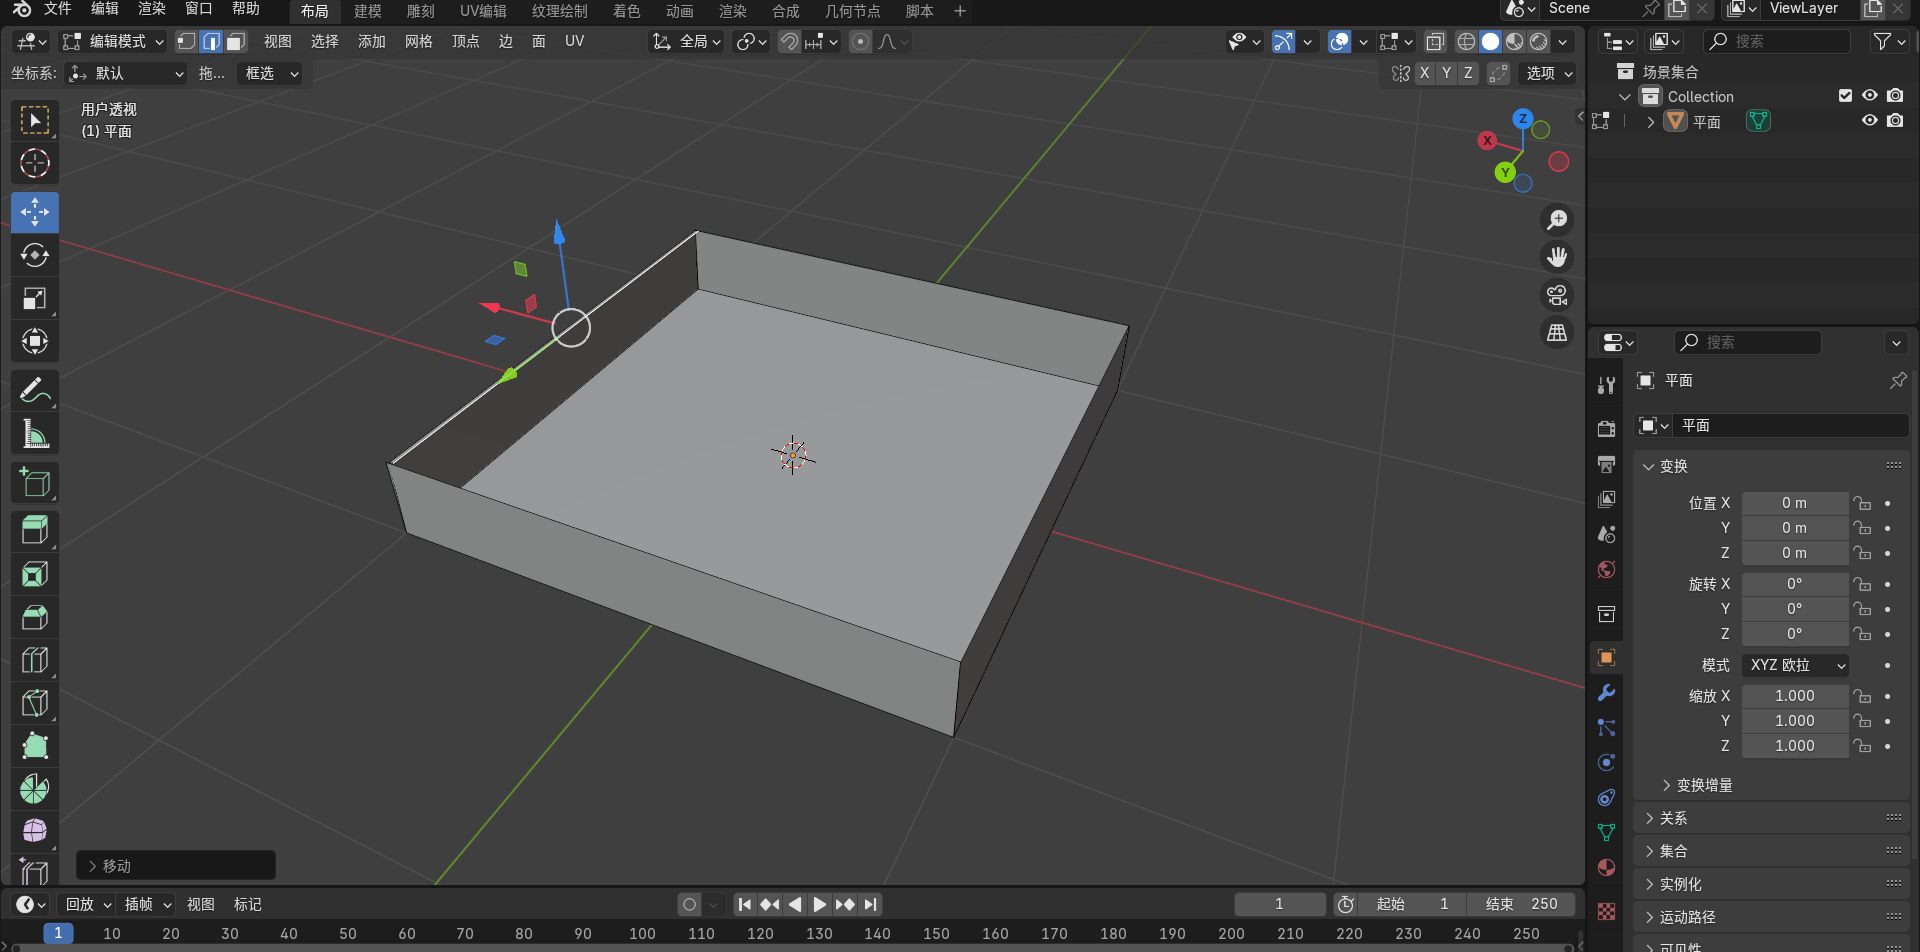 文件 编辑 渲染 窗口 帮助 布局 建模 雕刻 UV编辑 纹理绘制 着色 动画 渲染 合成 几何节点 脚本 + Scene ViewLayer
编辑模式 视图 选择 添加 网格 顶点 边 面 UV 全局 搜索
坐标系: 默认 拖... 框选 X Y Z 选项
场景集合
Collection
平面
用户透视
(1) 平面
Z
X
Y
搜索
平面
平面
变换
位置 X 0 m
Y 0 m
Z 0 m
旋转 X 0°
Y 0°
Z 0°
模式 XYZ 欧拉
缩放 X 1.000
Y 1.000
Z 1.000
变换增量
关系
集合
实例化
运动路径
可见性
移动
回放 插帧 视图 标记 1 起始 1 结束 250
1 10 20 30 40 50 60 70 80 90 100 110 120 130 140 150 160 170 180 190 200 210 220 230 240 250